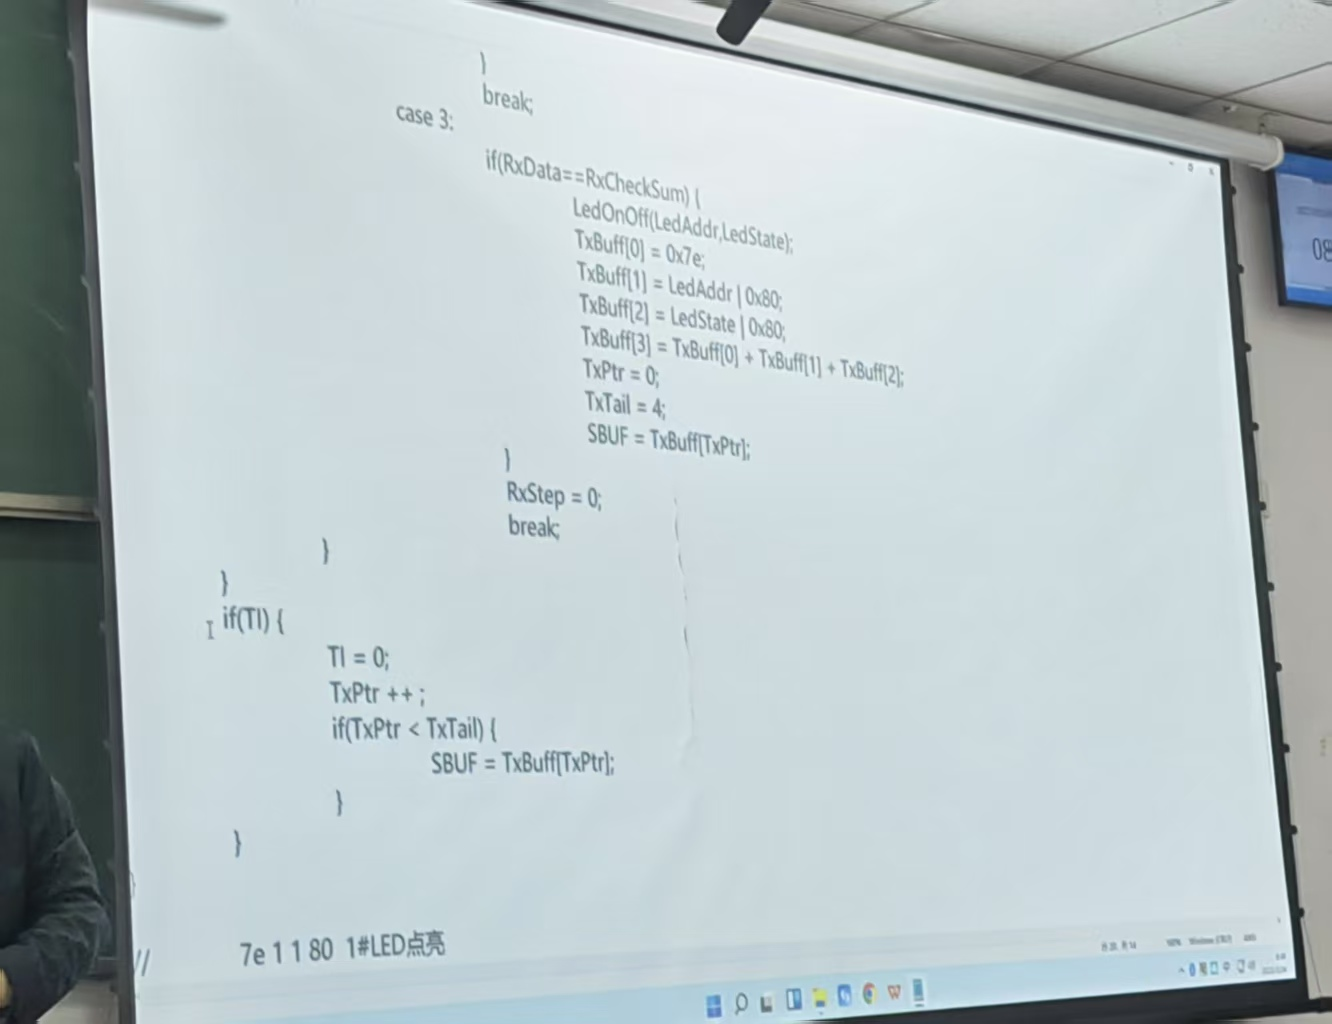 }
break;
case 3:
if(RxData==RxCheckSum) {
LedOnOff(LedAddr,LedState);
TxBuff[0] = 0x7e;
TxBuff[1] = LedAddr | 0x80;
TxBuff[2] = LedState | 0x80;
TxBuff[3] = TxBuff[0] + TxBuff[1] + TxBuff[2];
TxPtr = 0;
TxTail = 4;
SBUF = TxBuff[TxPtr];
}
RxStep = 0;
break;
}
}
if(TI) {
TI = 0;
TxPtr ++ ;
if(TxPtr < TxTail) {
SBUF = TxBuff[TxPtr];
}
}
}
// 7e 1 1 80 1#LED点亮
08